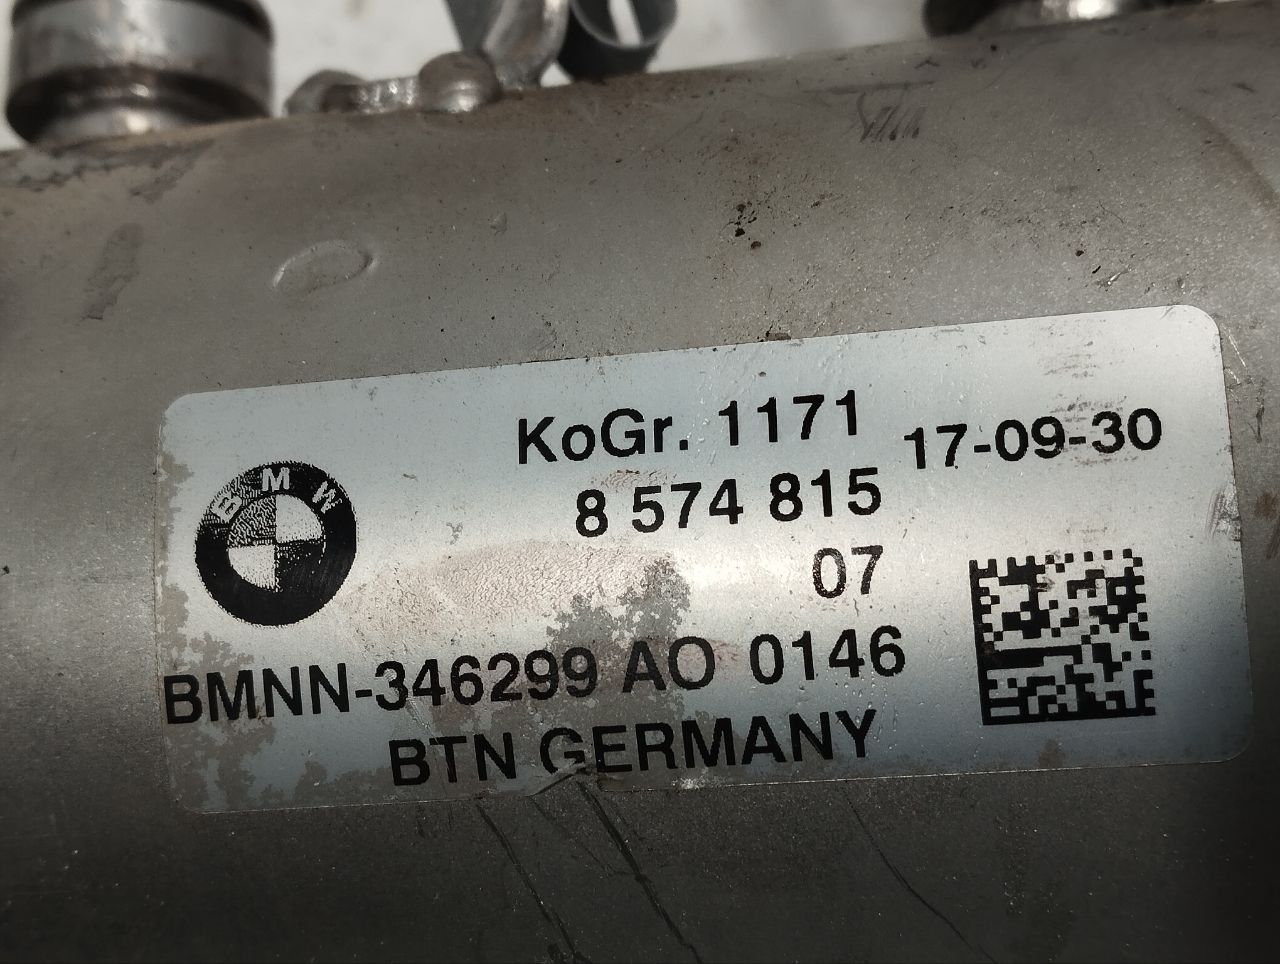 KoGr. 1171
17-09-30
8 574 815
07
BMW
BMNN-346299 AO 0146
BTN GERMANY